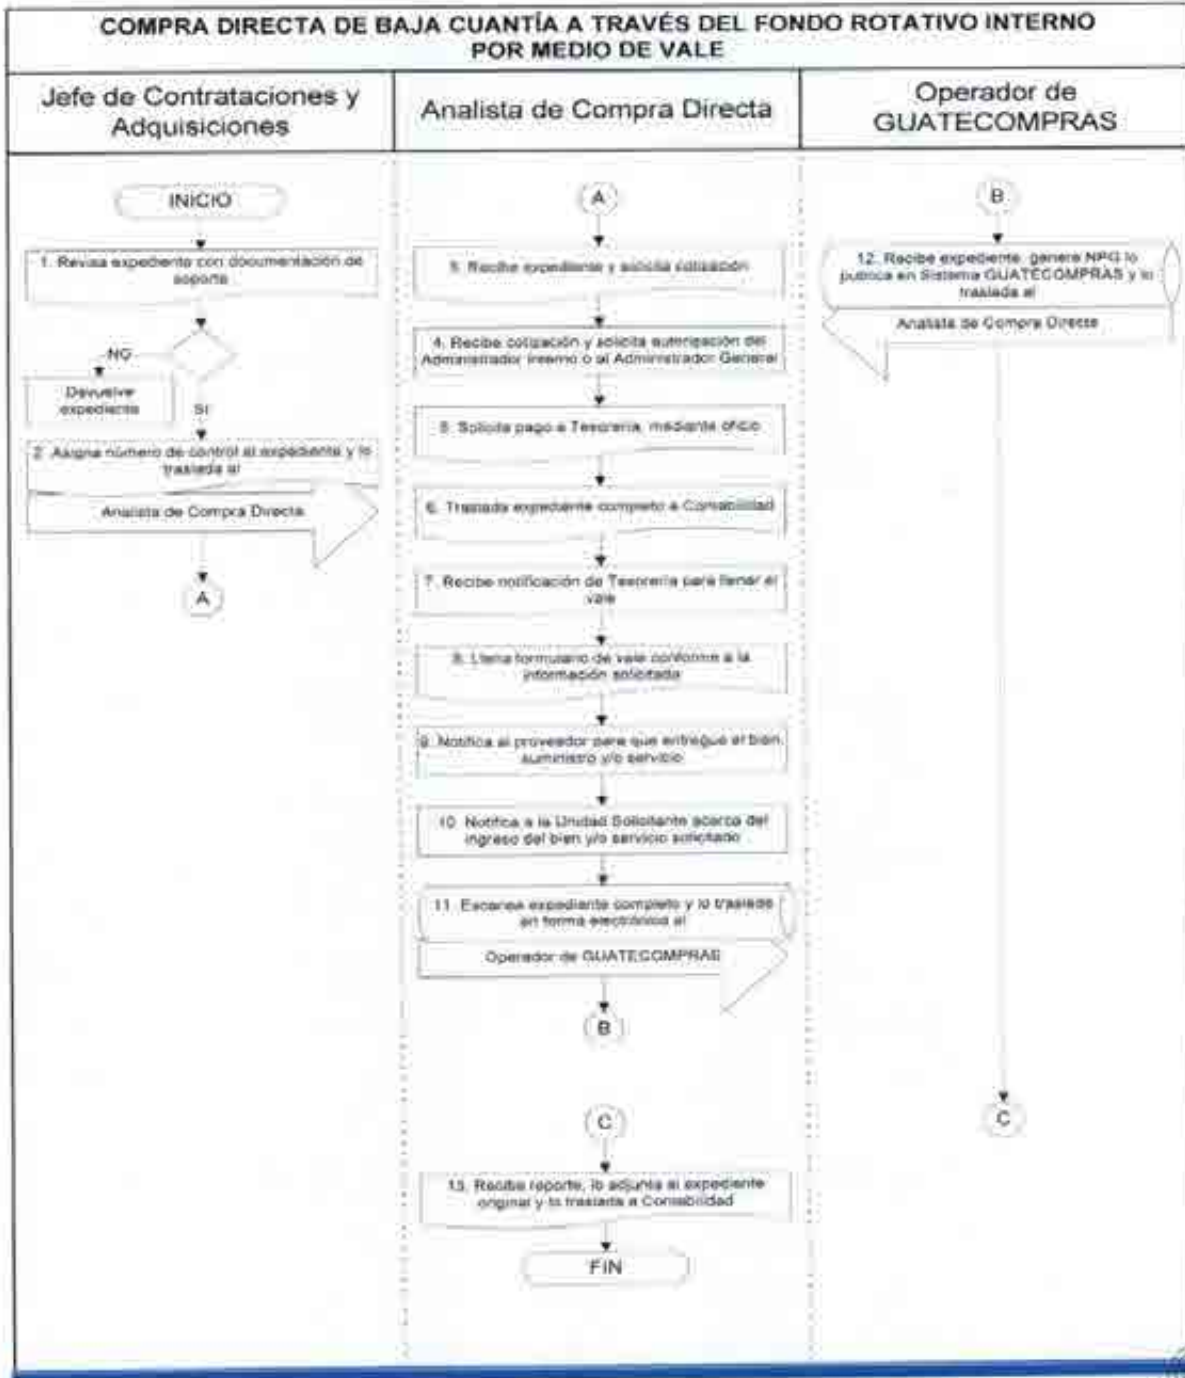 COMPRA DIRECTA DE BAJA CUANTÍA A TRAVÉS DEL FONDO ROTATIVO INTERNO
POR MEDIO DE VALE
Jefe de Contrataciones y
Adquisiciones
Analista de Compra Directa
Operador de
GUATECOMPRAS
INICIO
1. Revisa expediente con documentación de
soporte
NO
Devuelve
expediente
SI
2. Asigna número de control al expediente y lo
traslada al
Analista de Compra Directa
A
A
3. Recibe expediente y solicita cotización
4. Recibe cotización y solicita autorización del
Administrador Interno o al Administrador General
5. Solicita pago a Tesorería, mediante oficio
6. Traslada expediente completo a Contabilidad
7. Recibe notificación de Tesorería para llenar el
vale
8. Llena formulario de vale conforme a la
información solicitada
9. Notifica al proveedor para que entregue el bien,
suministro y/o servicio
10. Notifica a la Unidad Solicitante acerca del
ingreso del bien y/o servicio solicitado
11. Escanea expediente completo y lo traslada
en forma electrónica al
Operador de GUATECOMPRAS
B
B
12. Recibe expediente, genera NPG lo
publica en Sistema GUATECOMPRAS y lo
traslada al
Analista de Compra Directa
C
C
13. Recibe reporte, lo adjunta al expediente
original y lo traslada a Contabilidad
FIN